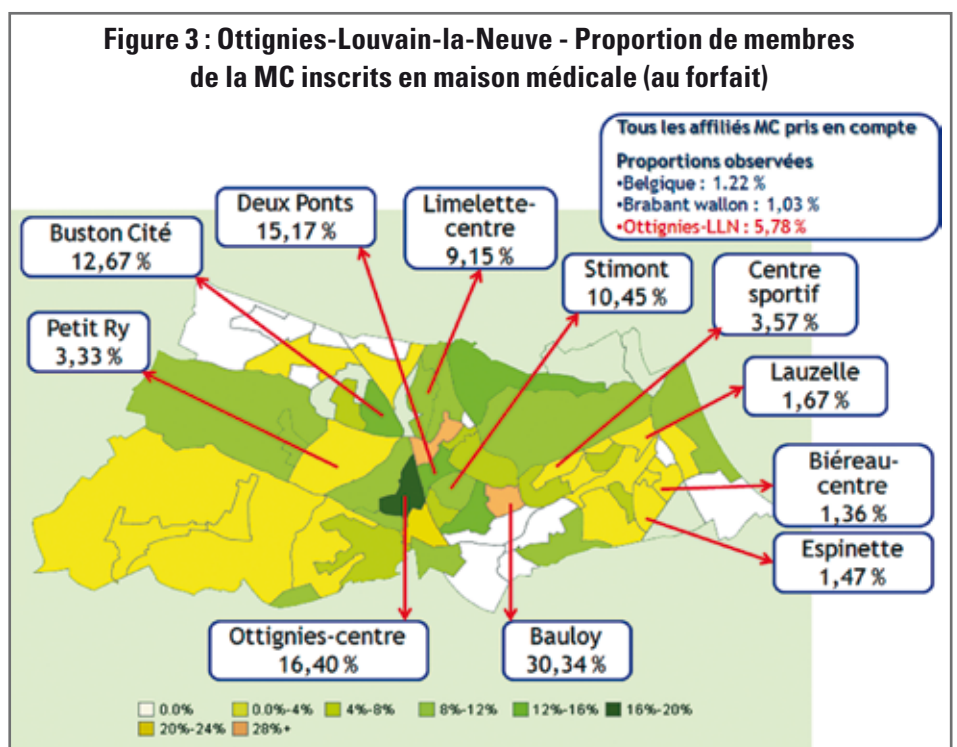 Figure 3 : Ottignies-Louvain-la-Neuve - Proportion de membres
de la MC inscrits en maison médicale (au forfait)
Tous les affiliés MC pris en compte
Proportions observées
•Belgique : 1.22 %
•Brabant wallon : 1,03 %
•Ottignies-LLN : 5,78 %
Deux Ponts
15,17 %
Limelette-
centre
9,15 %
Buston Cité
12,67 %
Stimont
10,45 %
Centre
sportif
3,57 %
Petit Ry
3,33 %
Lauzelle
1,67 %
Biéreau-
centre
1,36 %
Espinette
1,47 %
Ottignies-centre
16,40 %
Bauloy
30,34 %
0.0% 0.0%-4% 4%-8% 8%-12% 12%-16% 16%-20%
20%-24% 28%+